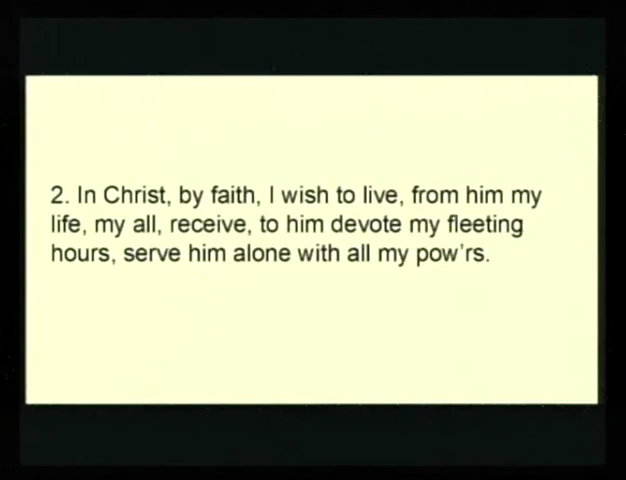 2. In Christ, by faith, I wish to live, from him my
life, my all, receive, to him devote my fleeting
hours, serve him alone with all my pow'rs.